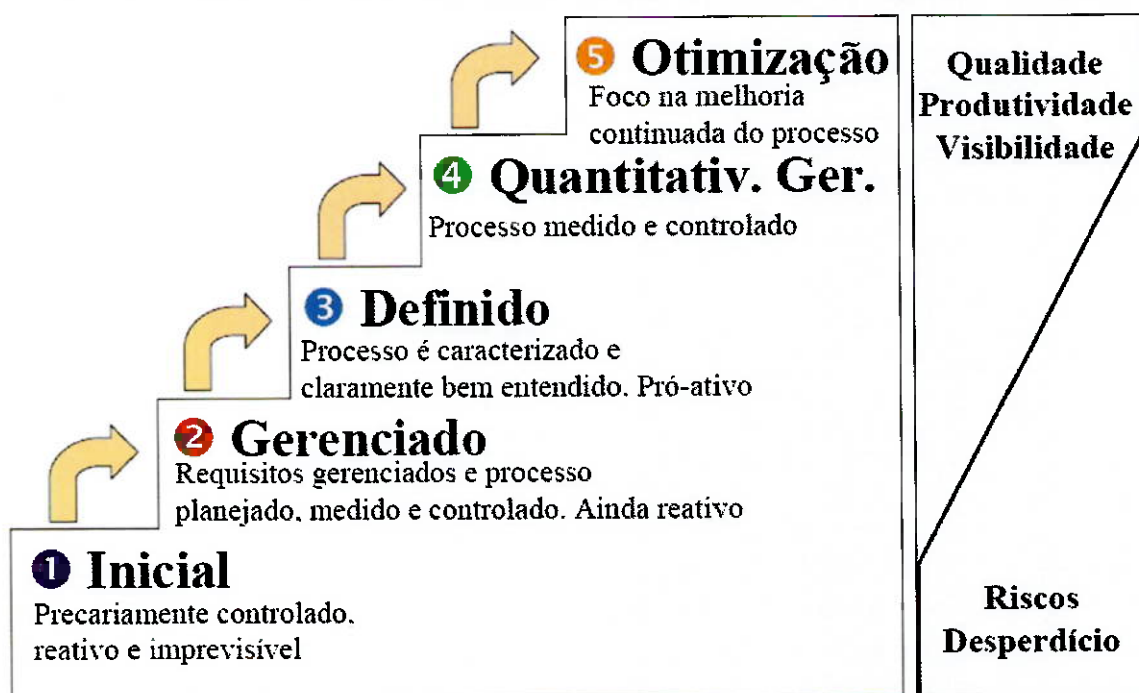 5 Otimização
Foco na melhoria
continuada do processo
4 Quantitativ. Ger.
Processo medido e controlado
3 Definido
Processo é caracterizado e
claramente bem entendido. Pró-ativo
2 Gerenciado
Requisitos gerenciados e processo
planejado, medido e controlado. Ainda reativo
1 Inicial
Precariamente controlado,
reativo e imprevisível
Qualidade
Produtividade
Visibilidade
Riscos
Desperdício